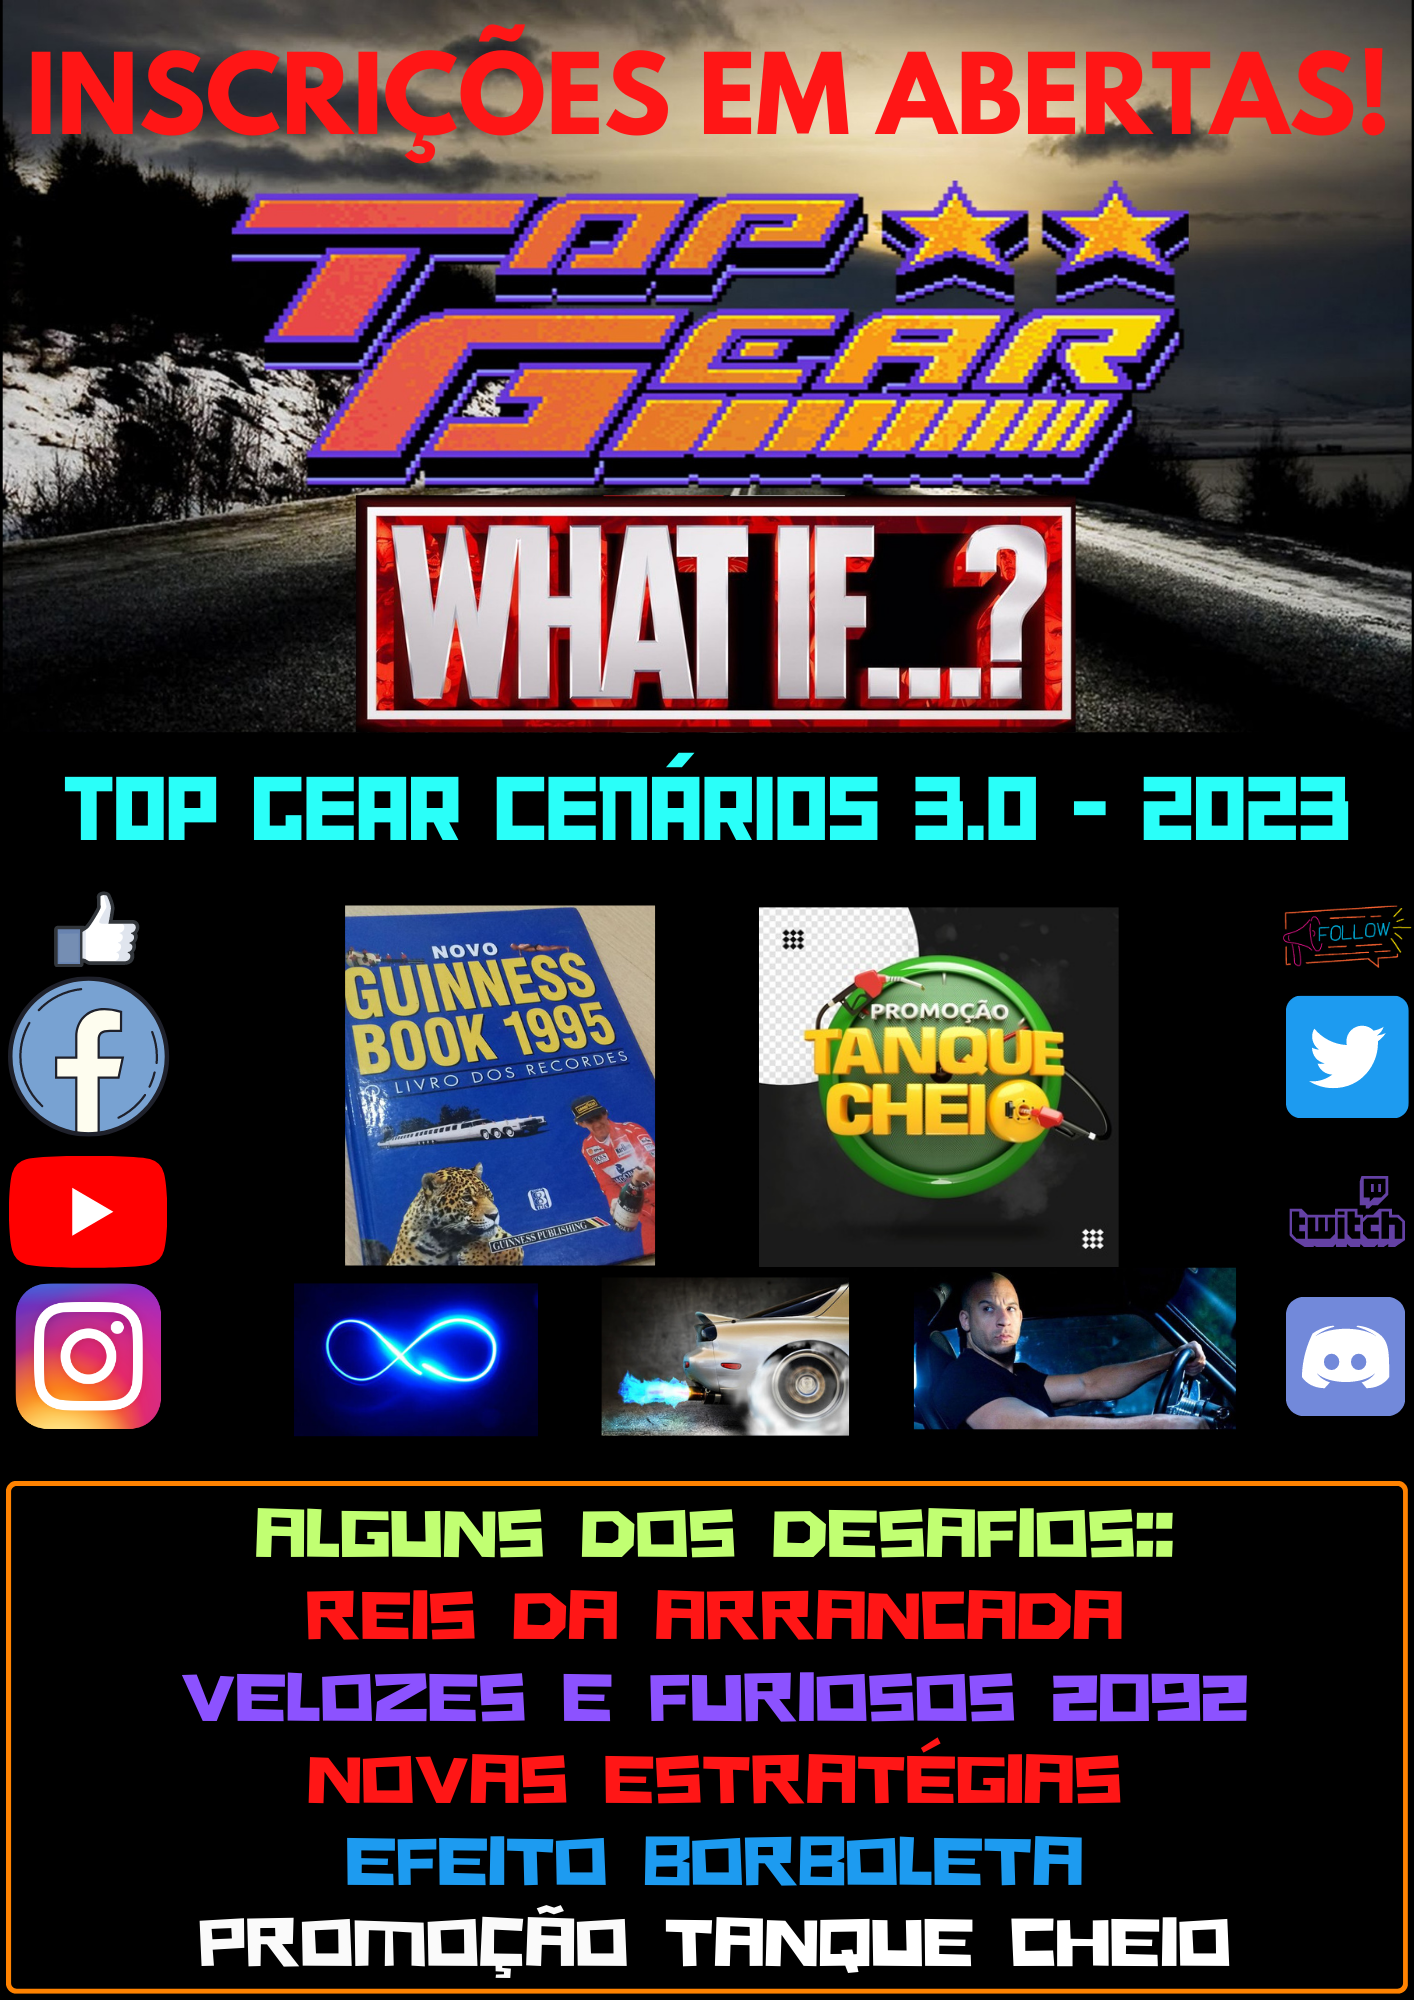 INSCRIÇÕES EM ABERTAS!
TOP
GEAR
WHAT IF...?
TOP GEAR CENÁRIOS 3.0 - 2023
FOLLOW
NOVO
GUINNESS
BOOK 1995
O LIVRO DOS RECORDES
GUINNESS PUBLISHING
PROMOÇÃO
TANQUE
CHEIO
twitch
ALGUNS DOS DESAFIOS::
REIS DA ARRANCADA
VELOZES E FURIOSOS 2092
NOVAS ESTRATÉGIAS
EFEITO BORBOLETA
PROMOÇÃO TANQUE CHEIO